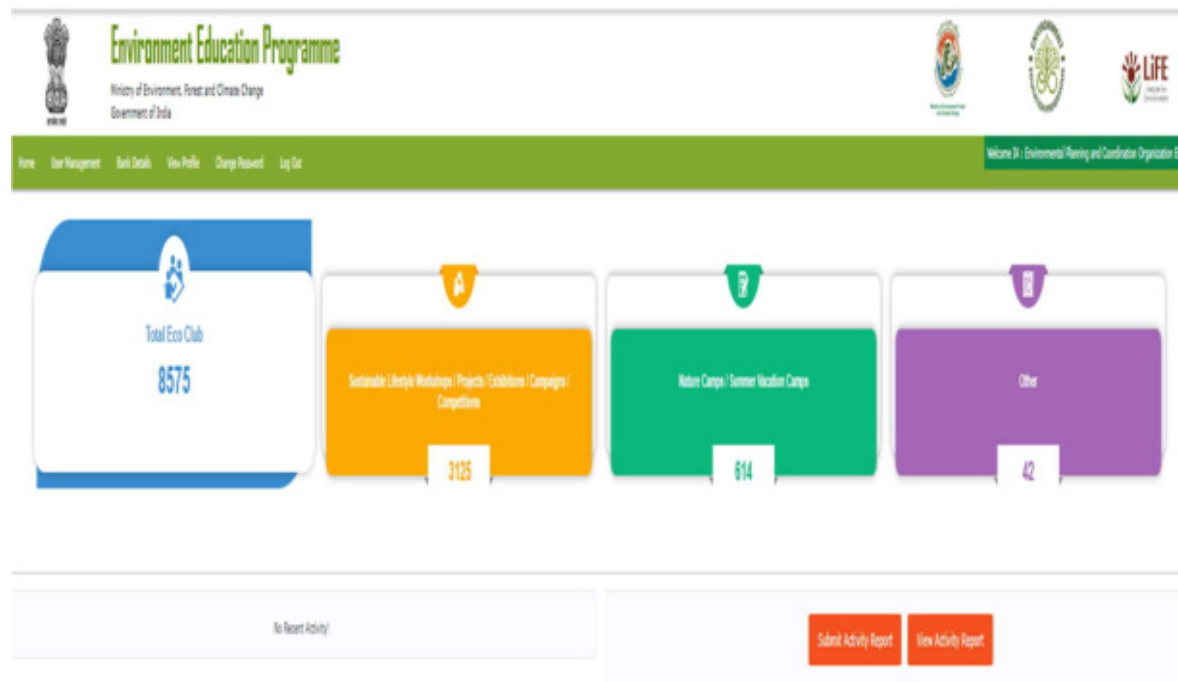 Environment Education Programme
Ministry of Environment, Forest and Climate Change
Government of India
LiFE
Home User Management Bank Details View Profile Change Password Log Out
Welcome IA : Environmental Planning and Coordination Organization E
Total Eco Club
8575
Sustainable Lifestyle Workshops / Projects / Exhibitions / Campaigns /
Competitions
3125
Nature Camps / Summer Vacation Camps
614
Other
42
No Recent Activity!
Submit Activity Report View Activity Report